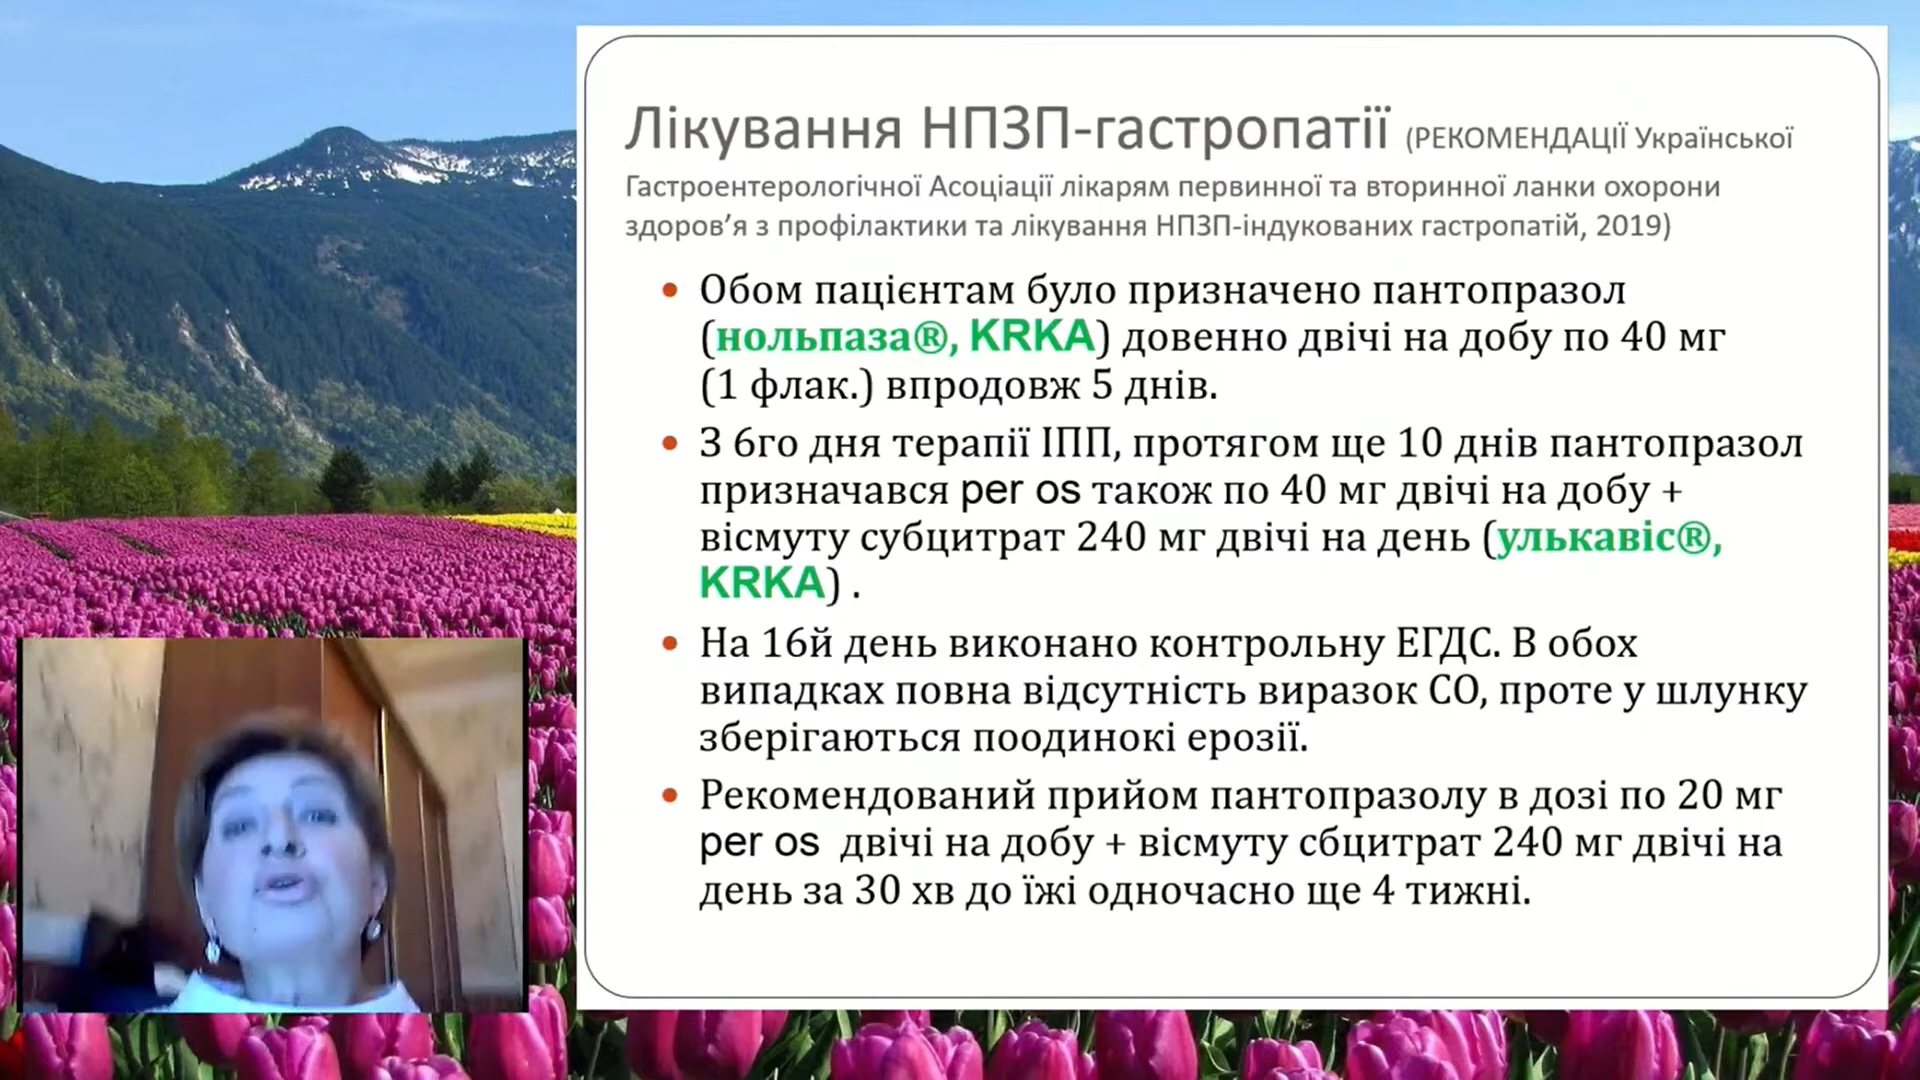 Лікування НПЗП-гастропатії (РЕКОМЕНДАЦІЇ Української
Гастроентерологічної Асоціації лікарям первинної та вторинної ланки охорони
здоров’я з профілактики та лікування НПЗП-індукованих гастропатій, 2019)
• Обом пацієнтам було призначено пантопразол
(нольпаза®, KRKA) довенно двічі на добу по 40 мг
(1 флак.) впродовж 5 днів.
• З 6го дня терапії ІПП, протягом ще 10 днів пантопразол
призначався per os також по 40 мг двічі на добу +
вісмуту субцитрат 240 мг двічі на день (улькавіс®,
KRKA) .
• На 16й день виконано контрольну ЕГДС. В обох
випадках повна відсутність виразок СО, проте у шлунку
зберігаються поодинокі ерозії.
• Рекомендований прийом пантопразолу в дозі по 20 мг
per os двічі на добу + вісмуту сбцитрат 240 мг двічі на
день за 30 хв до їжі одночасно ще 4 тижні.